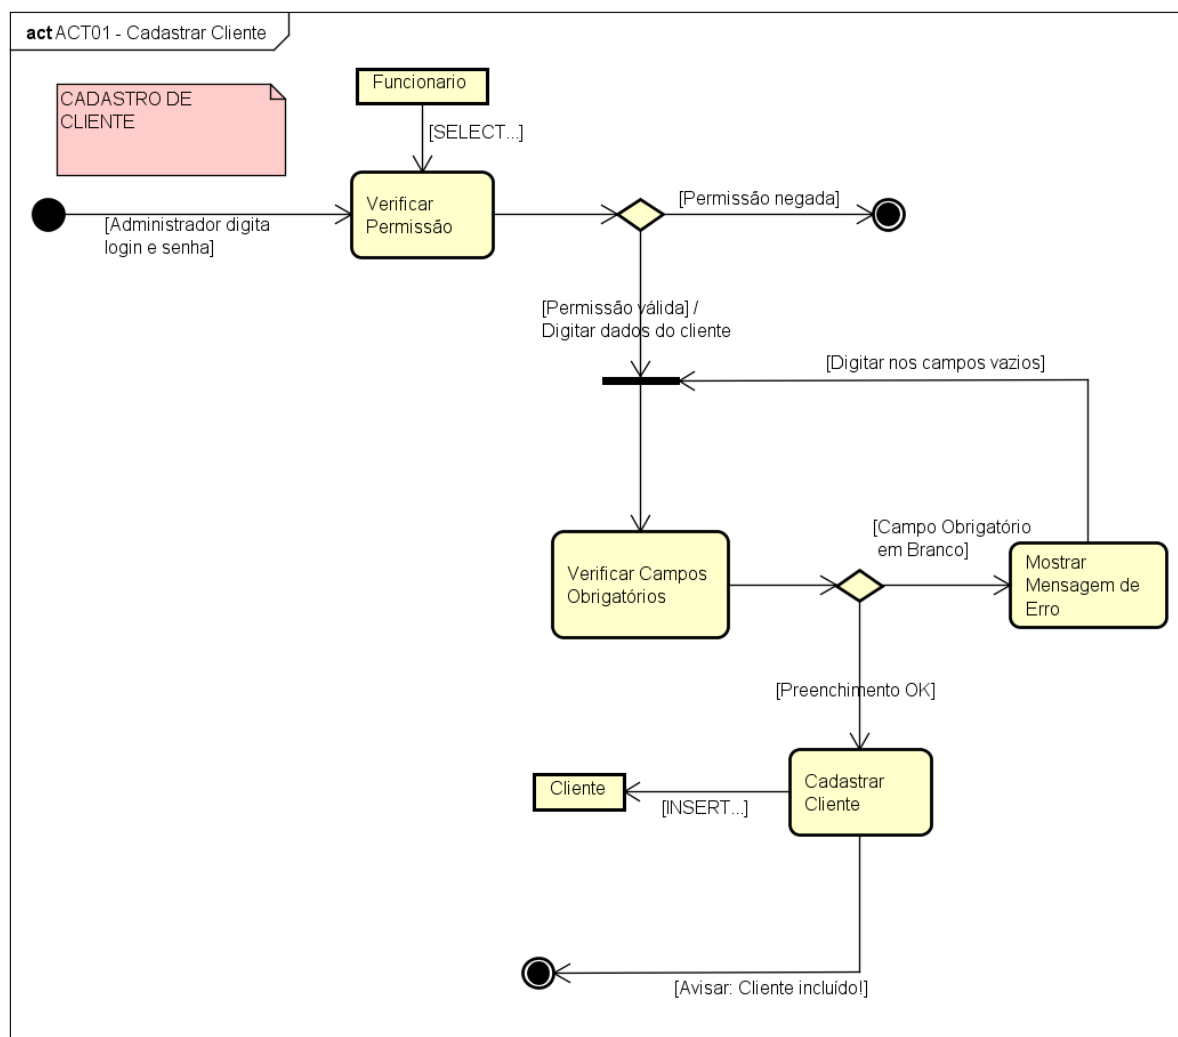 act ACT01 - Cadastrar Cliente
CADASTRO DE
CLIENTE
Funcionario
[SELECT...]
Verificar
Permissão
[Administrador digita
login e senha]
[Permissão negada]
[Permissão válida] /
Digitar dados do cliente
[Digitar nos campos vazios]
Verificar Campos
Obrigatórios
[Campo Obrigatório
em Branco]
Mostrar
Mensagem de
Erro
[Preenchimento OK]
Cadastrar
Cliente
Cliente
[INSERT...]
[Avisar: Cliente incluído!]